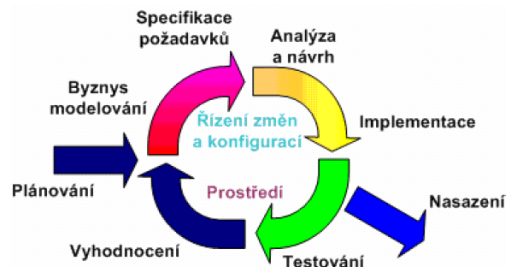 Specifikace
požadavků
Analýza
a návrh
Byznys
modelování
Řízení změn
a konfigurací
Implementace
Plánování
Prostředí
Nasazení
Vyhodnocení
Testování